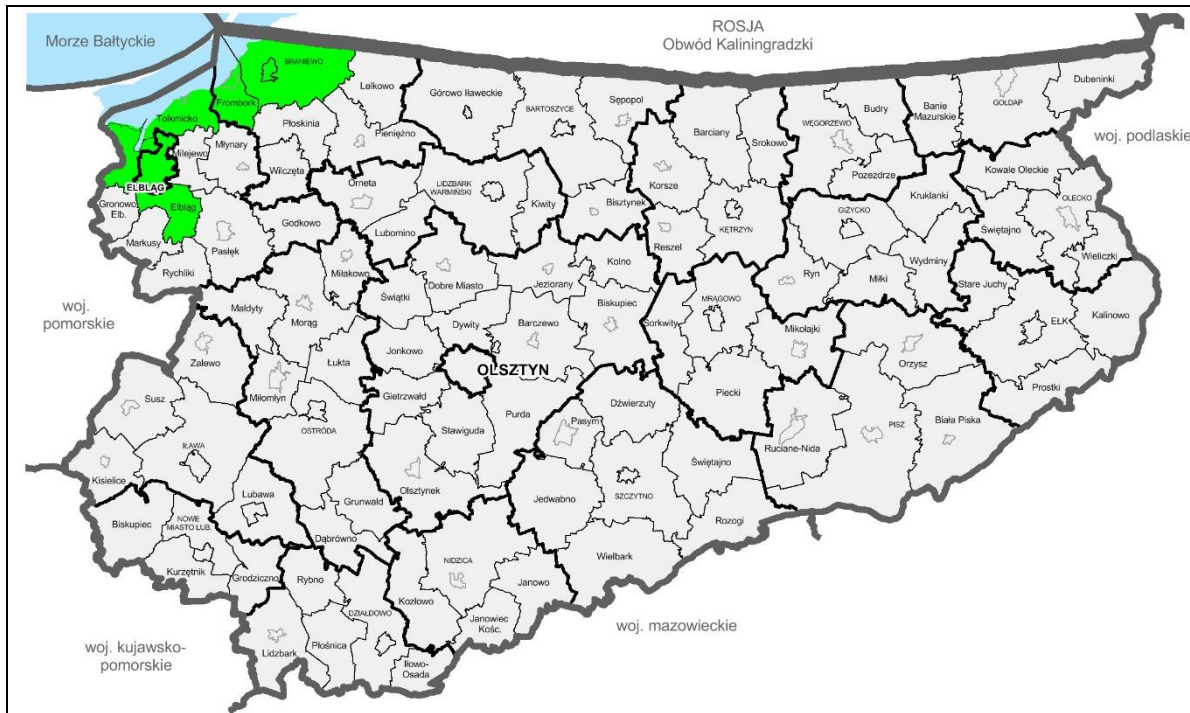 Morze Bałtyckie
ROSJA
Obwód Kaliningradzki
BRANIEWO
Frombork
Tolkmicko
Lelkowo
Górowo Iławeckie
BARTOSZYCE
Sępopol
Budry
WĘGORZEWO
Banie
Mazurskie
GOŁDAP
Dubeninki
woj. podlaskie
Płoskinia
Pieniężno
Barciany
Srokowo
Pozezdrze
Milejewo
Młynary
Wilczęta
Orneta
LIDZBARK
WARMIŃSKI
Kiwity
Bisztynek
Korsze
KĘTRZYN
Kruklanki
Kowale Oleckie
OLECKO
ELBLĄG
Gronowo
Elb.
Elbląg
Markusy
Rychliki
Pasłęk
Godkowo
Lubomino
Reszel
GIŻYCKO
Świętajno
Wieliczki
Ryn
Miłki
Wydminy
Stare Juchy
EŁK
Kalinowo
woj.
pomorskie
Miłakowo
Małdyty
Morąg
Świątki
Dobre Miasto
Jeziorany
Kolno
Biskupiec
Sorkwity
MRĄGOWO
Mikołajki
Orzysz
Zalewo
Łukta
Jonkowo
Dywity
Barczewo
OLSZTYN
Prostki
Susz
Miłomłyn
Gietrzwałd
Purda
Dźwierzuty
Piecki
OSTRÓDA
Stawiguda
Pasym
Ruciane-Nida
PISZ
Biała Piska
IŁAWA
Kisielice
Lubawa
Grunwald
Olsztynek
Jedwabno
SZCZYTNO
Świętajno
Rozogi
Biskupiec
NOWE
MIASTO LUB.
Dąbrówno
Wielbark
Kurzętnik
Grodziczno
Rybno
DZIAŁDOWO
NIDZICA
Kozłowo
Janowo
Janowiec
Kośc.
woj. mazowieckie
woj. kujawsko-
pomorskie
Lidzbark
Płośnica
Iłowo-
Osada